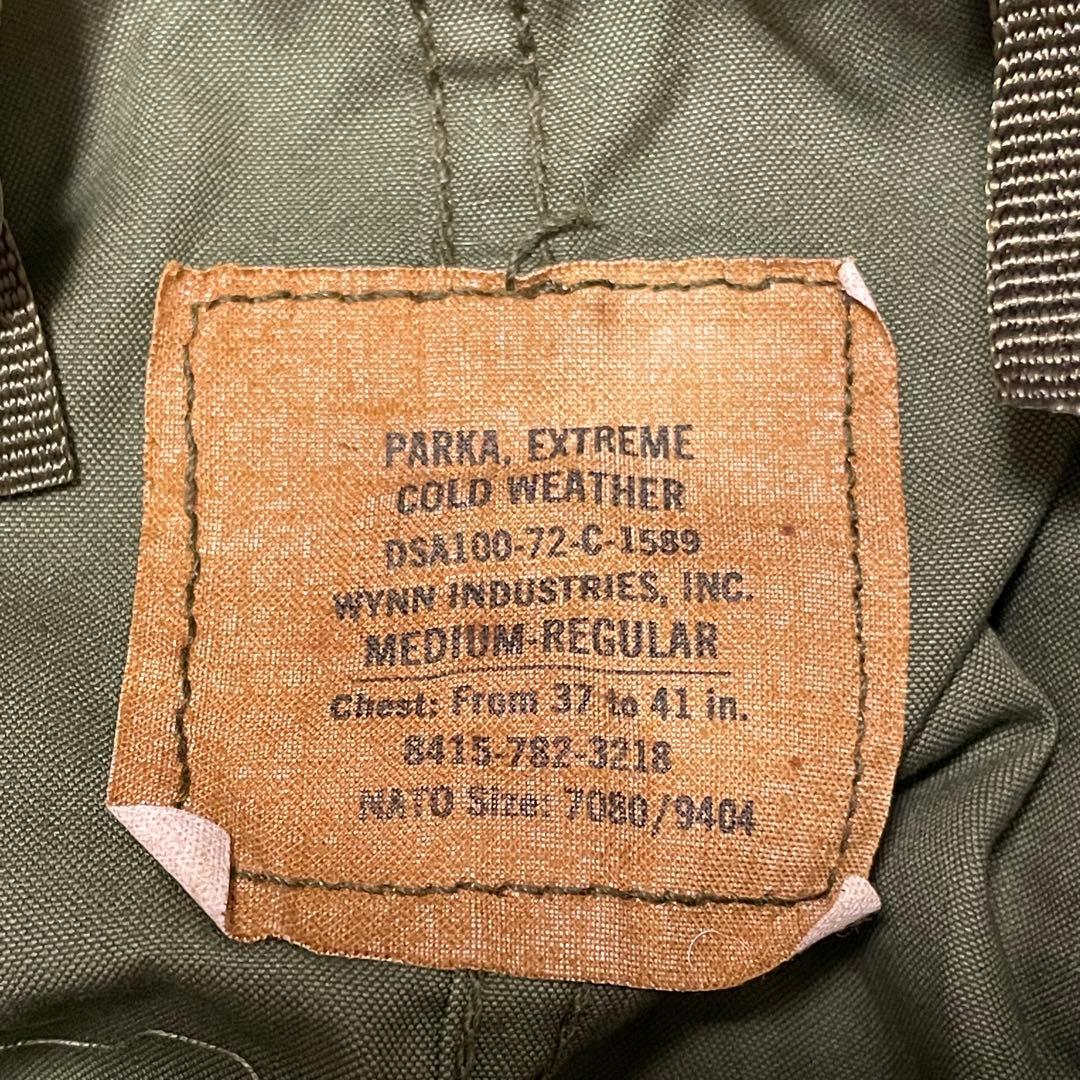 PARKA, EXTREME
COLD WEATHER
DSA100-72-C-1589
WYNN INDUSTRIES, INC.
MEDIUM-REGULAR
Chest: From 37 to 41 in.
8415-782-3218
NATO Size: 7080/9404